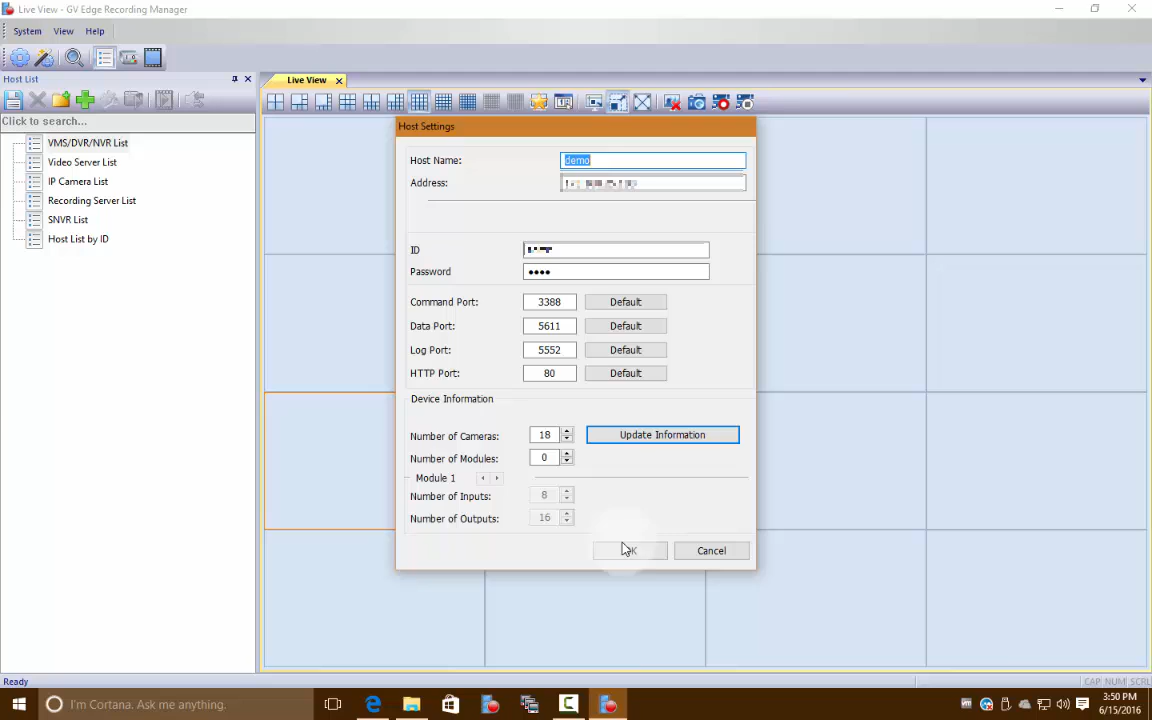 Live View - GV Edge Recording Manager
System View Help
Host List
Live View
Click to search...
VMS/DVR/NVR List
Video Server List
IP Camera List
Recording Server List
SNVR List
Host List by ID
Host Settings
Host Name: demo
Address:
ID
Password ●●●●
Command Port: 3388 Default
Data Port: 5611 Default
Log Port: 5552 Default
HTTP Port: 80 Default
Device Information
Number of Cameras: 18 Update Information
Number of Modules: 0
Module 1
Number of Inputs: 8
Number of Outputs: 16
Cancel
Ready
CAP NUM SCRL
I'm Cortana. Ask me anything.
3:50 PM
6/15/2016